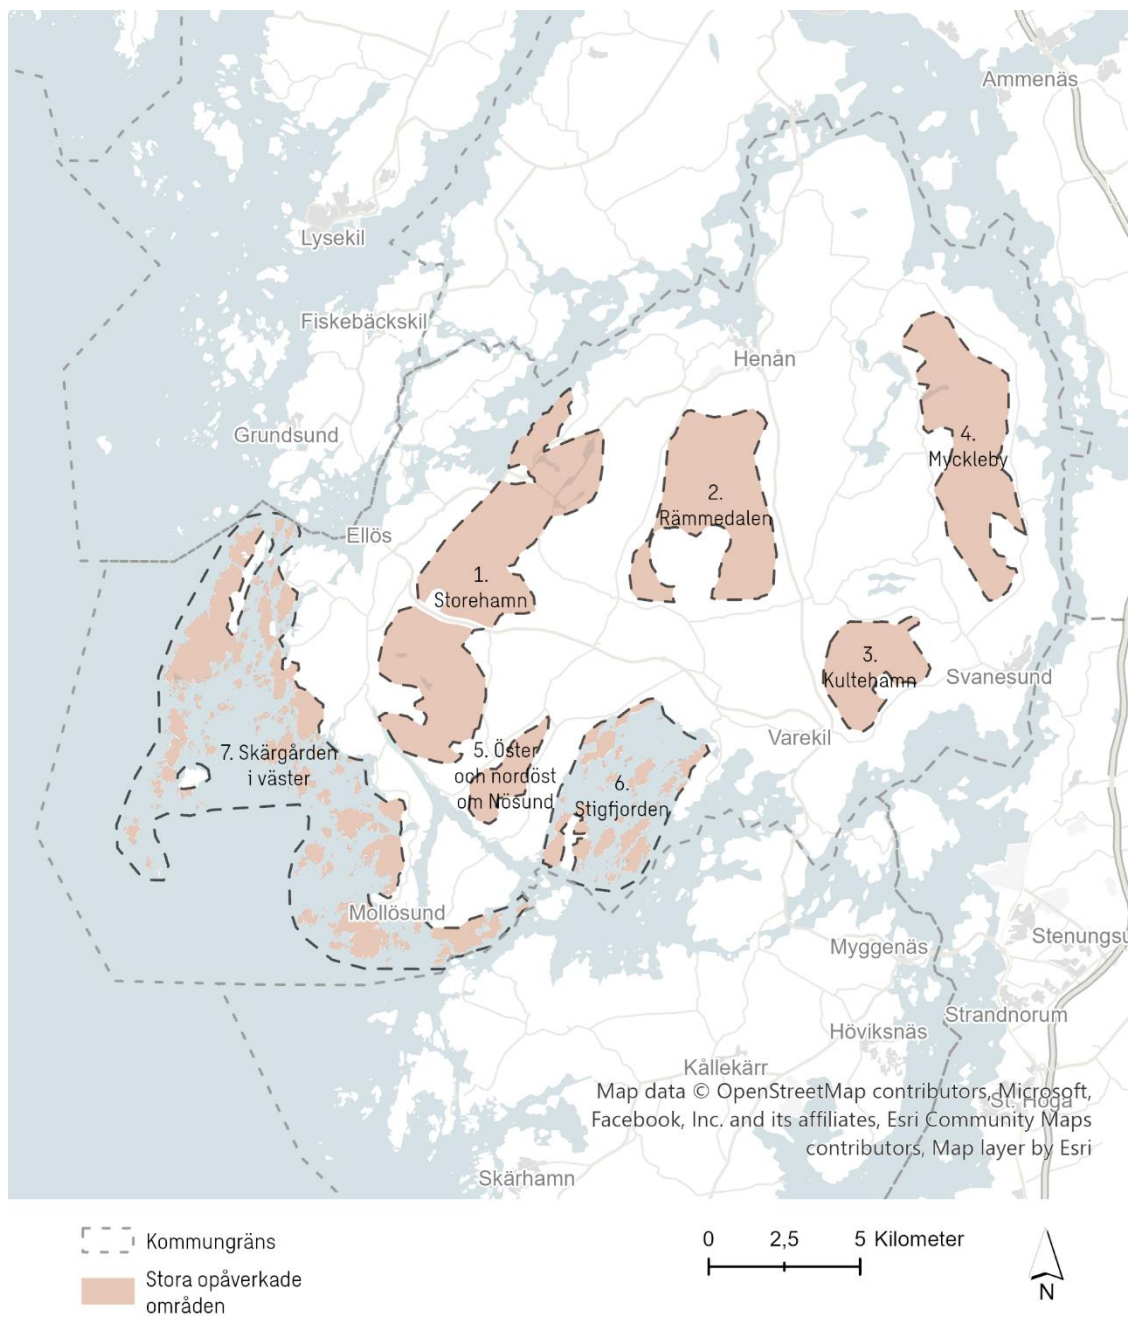 Ammenäs
Lysekil
Fiskebäckskil
Henån
Grundsund
4.
Myckleby
2.
Rämmedalen
Ellös
1.
Storehamn
3.
Kultehamn
Svanesund
Varekil
7. Skärgården
i väster
5. Öster
och nordöst
om Nösund
6.
Stigfjorden
Mollösund
Myggenäs
Stenungsu
Strandnorum
Höviksnäs
Kållekärr
St. Höga
Map data © OpenStreetMap contributors, Microsoft,
Facebook, Inc. and its affiliates, Esri Community Maps
contributors, Map layer by Esri
Skärhamn
Kommungräns
Stora opåverkade
områden
0 2,5 5 Kilometer
N